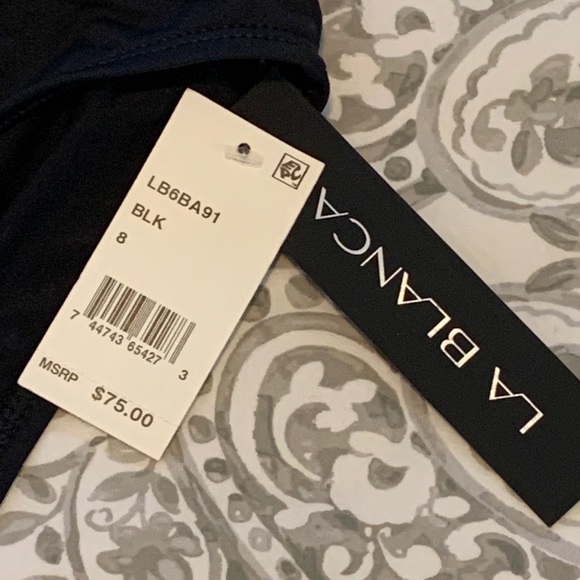 LB6BA91
BLK
8
7 44743 65427 3
MSRP $75.00
LA BLANCA